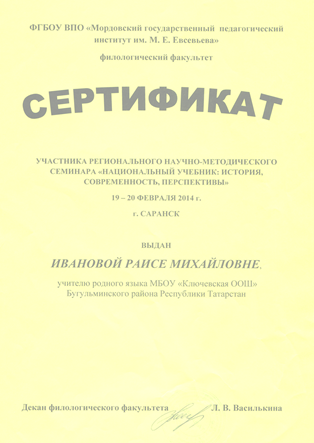 ФГБОУ ВПО «Мордовский государственный педагогический
институт им. М. Е. Евсевьева»
филологический факультет
СЕРТИФИКАТ
УЧАСТНИКА РЕГИОНАЛЬНОГО НАУЧНО-МЕТОДИЧЕСКОГО
СЕМИНАРА «НАЦИОНАЛЬНЫЙ УЧЕБНИК: ИСТОРИЯ,
СОВРЕМЕННОСТЬ, ПЕРСПЕКТИВЫ»
19 – 20 ФЕВРАЛЯ 2014 г.
г. САРАНСК
ВЫДАН
ИВАНОВОЙ РАИСЕ МИХАЙЛОВНЕ,
учителю родного языка МБОУ «Ключевская ООШ»
Бугульминского района Республики Татарстан
Декан филологического факультета Л. В. Василькина